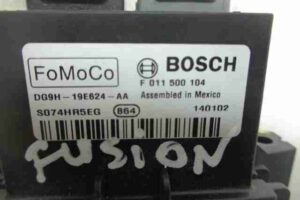 FoMoCo BOSCH
F 011 500 104
DG9H-19E624-AA Assembled in Mexico
S074HR5EG 864 140102
FUSION